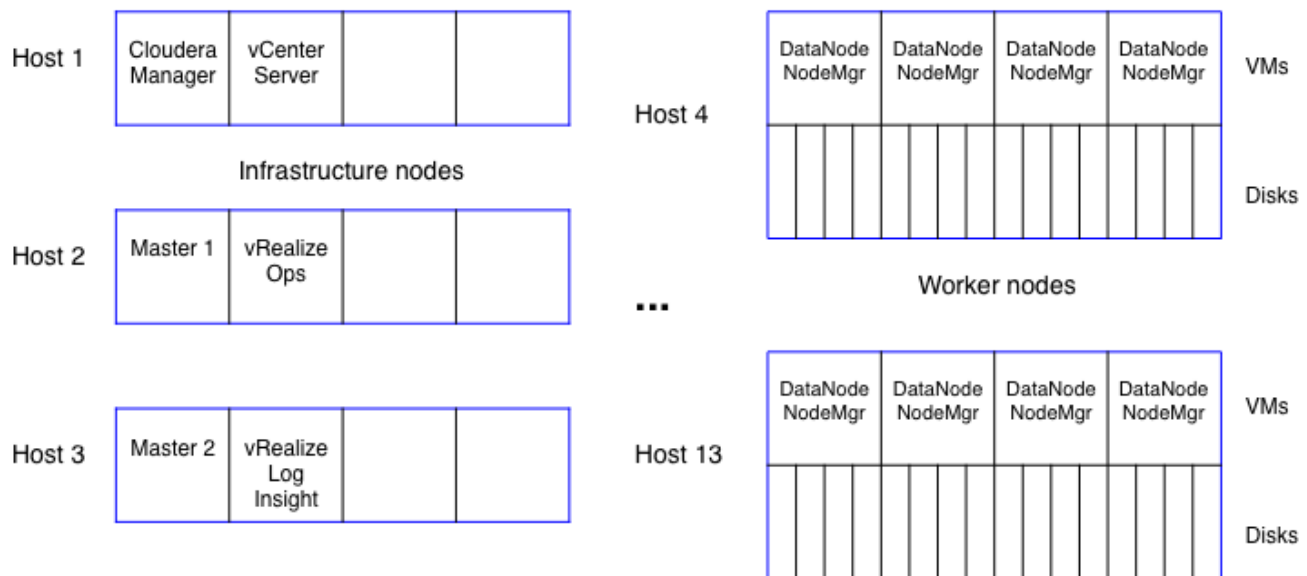 Host 1
Cloudera
Manager
vCenter
Server
Infrastructure nodes
Host 2
Master 1
vRealize
Ops
Host 3
Master 2
vRealize
Log
Insight
Host 4
DataNode
NodeMgr
DataNode
NodeMgr
DataNode
NodeMgr
DataNode
NodeMgr
VMs
Disks
Worker nodes
...
Host 13
DataNode
NodeMgr
DataNode
NodeMgr
DataNode
NodeMgr
DataNode
NodeMgr
VMs
Disks